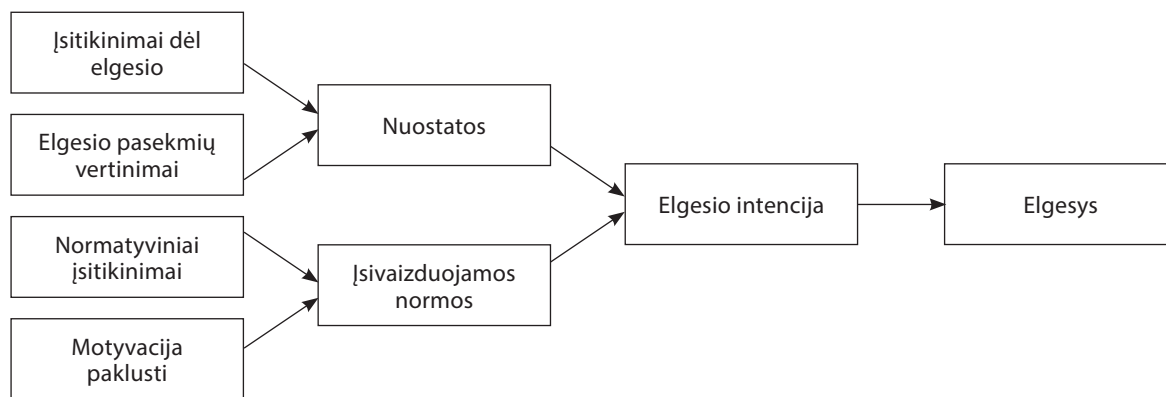 Įsitikinimai dėl
elgesio
Elgesio pasekmių
vertinimai
Normatyviniai
įsitikinimai
Motyvacija
paklusti
Nuostatos
Įsivaizduojamos
normos
Elgesio intencija
Elgesys